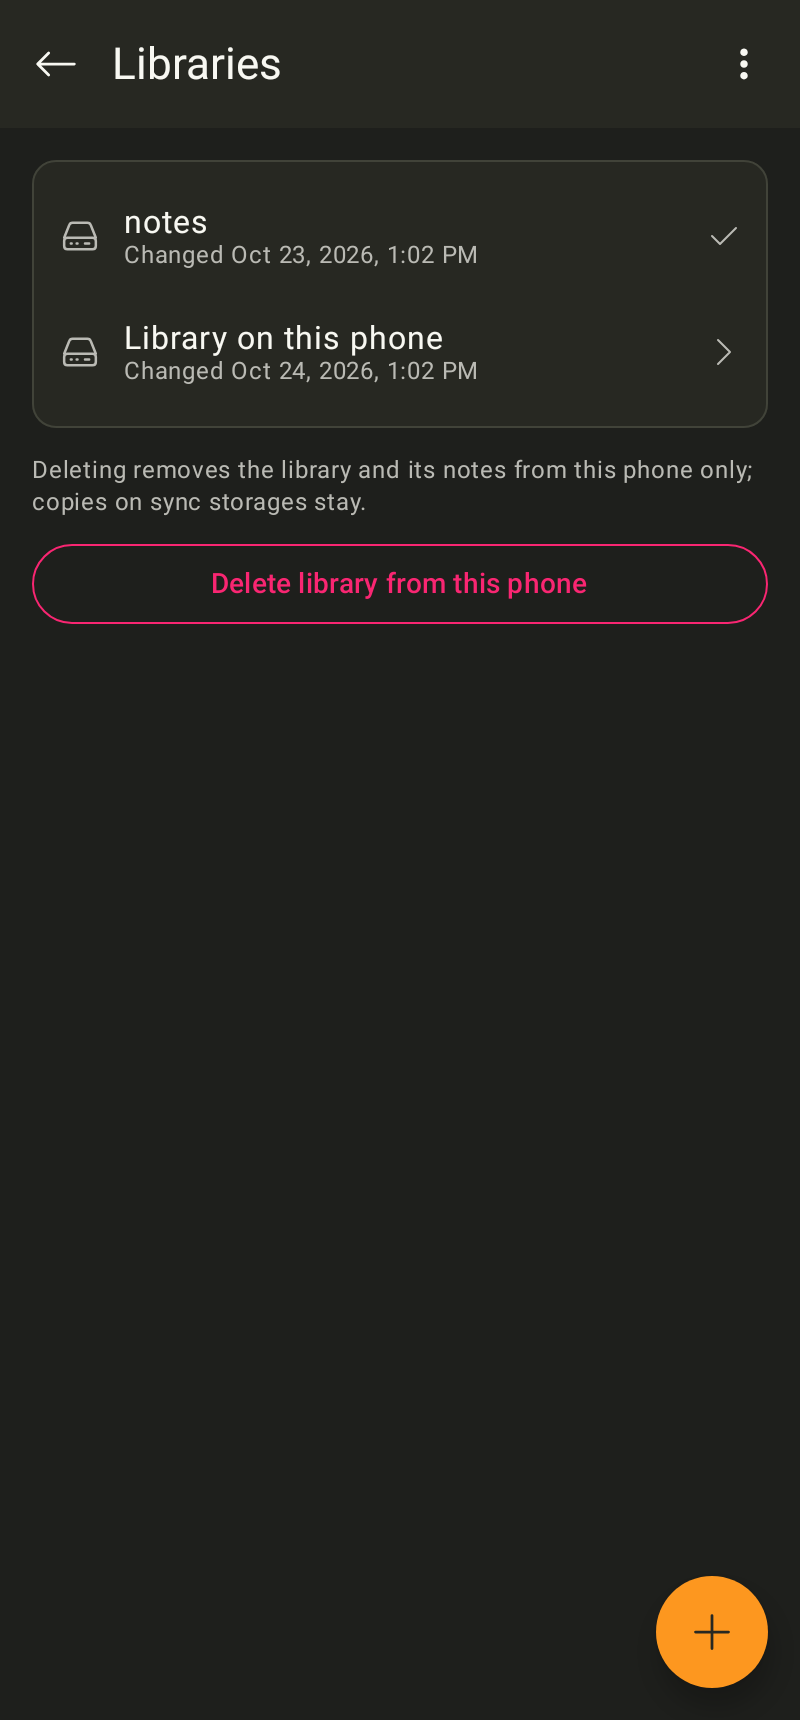 Libraries
notes
Changed Oct 23, 2026, 1:02 PM
Library on this phone
Changed Oct 24, 2026, 1:02 PM
Deleting removes the library and its notes from this phone only;
copies on sync storages stay.
Delete library from this phone